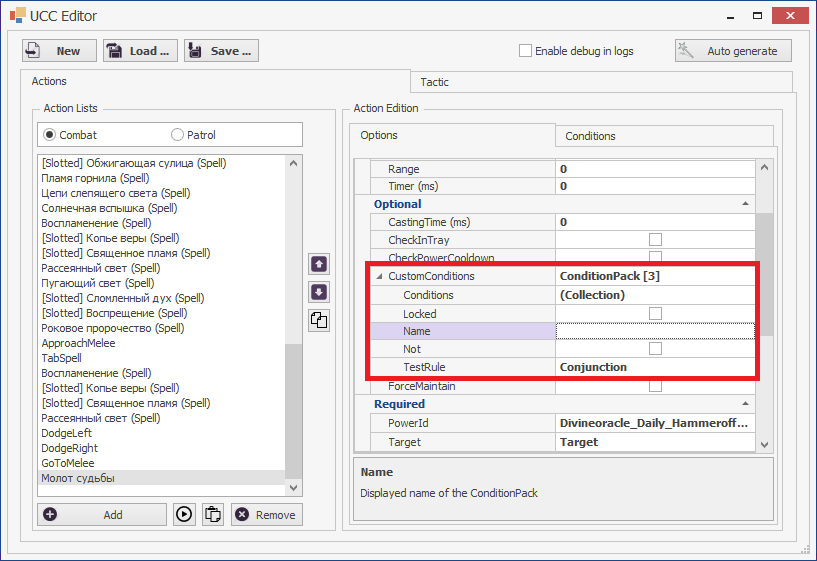 UCC Editor
New
Load ...
Save ...
Enable debug in logs
Auto generate
Actions
Tactic
Action Lists
Combat
Patrol
[Slotted] Обжигающая сулица (Spell)
Пламя горнила (Spell)
Цепи слепящего света (Spell)
Солнечная вспышка (Spell)
Воспламенение (Spell)
[Slotted] Копье веры (Spell)
[Slotted] Священное пламя (Spell)
Рассеянный свет (Spell)
Пугающий свет (Spell)
[Slotted] Сломленный дух (Spell)
[Slotted] Воспрещение (Spell)
Роковое пророчество (Spell)
ApproachMelee
TabSpell
Воспламенение (Spell)
[Slotted] Копье веры (Spell)
[Slotted] Священное пламя (Spell)
Рассеянный свет (Spell)
DodgeLeft
DodgeRight
GoToMelee
Молот судьбы
Add
Remove
Action Edition
Options
Conditions
Range 0
Timer (ms) 0
Optional
CastingTime (ms) 0
CheckInTray
CheckPowerCooldown
CustomConditions ConditionPack [3]
Conditions (Collection)
Locked
Name
Not
TestRule Conjunction
ForceMaintain
Required
PowerId Divineoracle_Daily_Hammeroff...
Target Target
Name
Displayed name of the ConditionPack